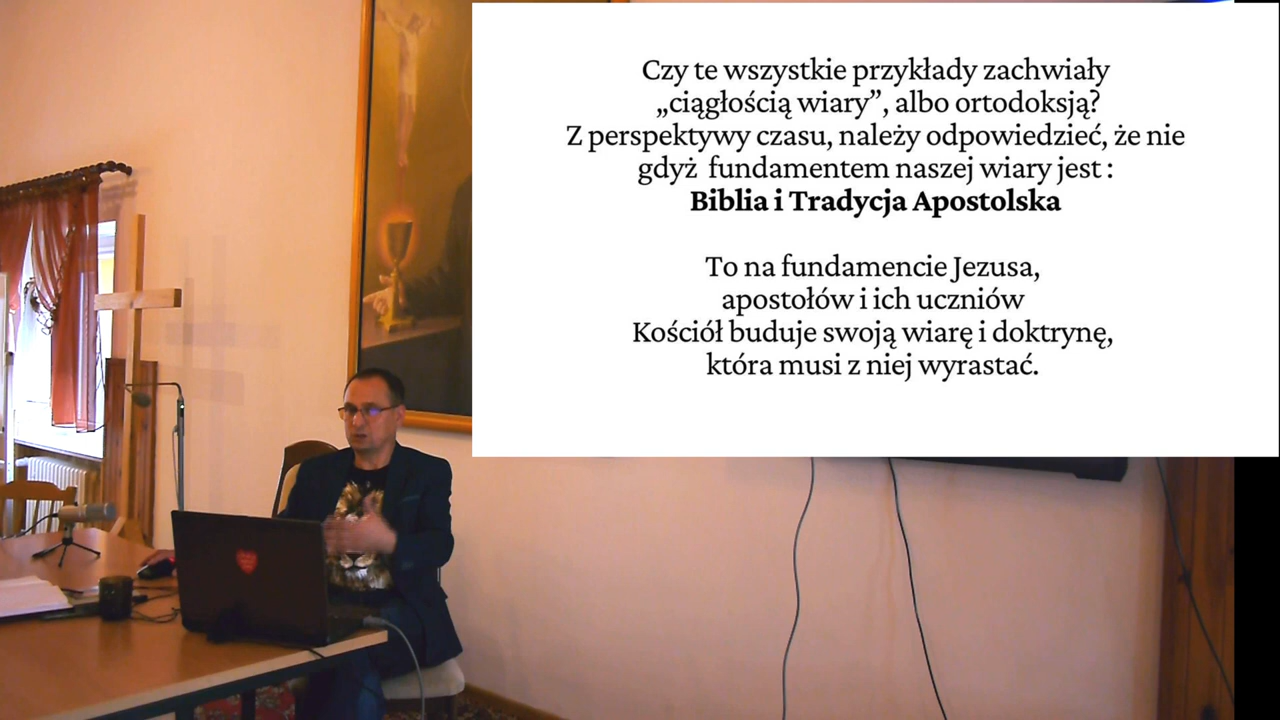 Czy te wszystkie przykłady zachwiały
„ciągłością wiary”, albo ortodoksją?
Z perspektywy czasu, należy odpowiedzieć, że nie
gdyż fundamentem naszej wiary jest :
Biblia i Tradycja Apostolska
To na fundamencie Jezusa,
apostołów i ich uczniów
Kościół buduje swoją wiarę i doktrynę,
która musi z niej wyrastać.